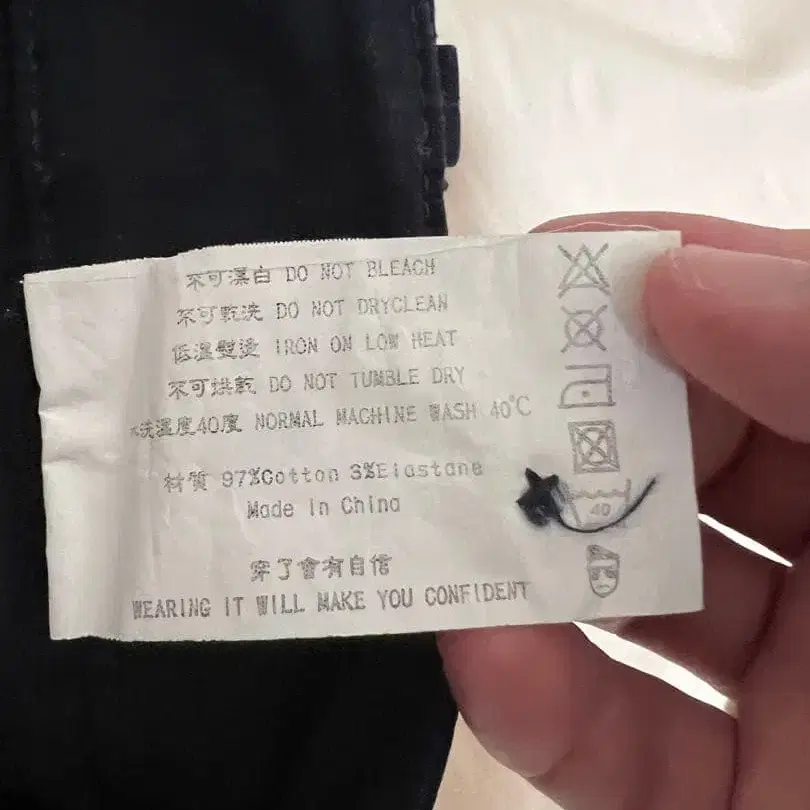 不可漂白 DO NOT BLEACH
不可乾洗 DO NOT DRYCLEAN
低溫熨燙 IRON ON LOW HEAT
不可烘乾 DO NOT TUMBLE DRY
水洗溫度40度 NORMAL MACHINE WASH 40℃
材質 97%Cotton 3%Elastane
Made in China
40
穿了會有自信
WEARING IT WILL MAKE YOU CONFIDENT